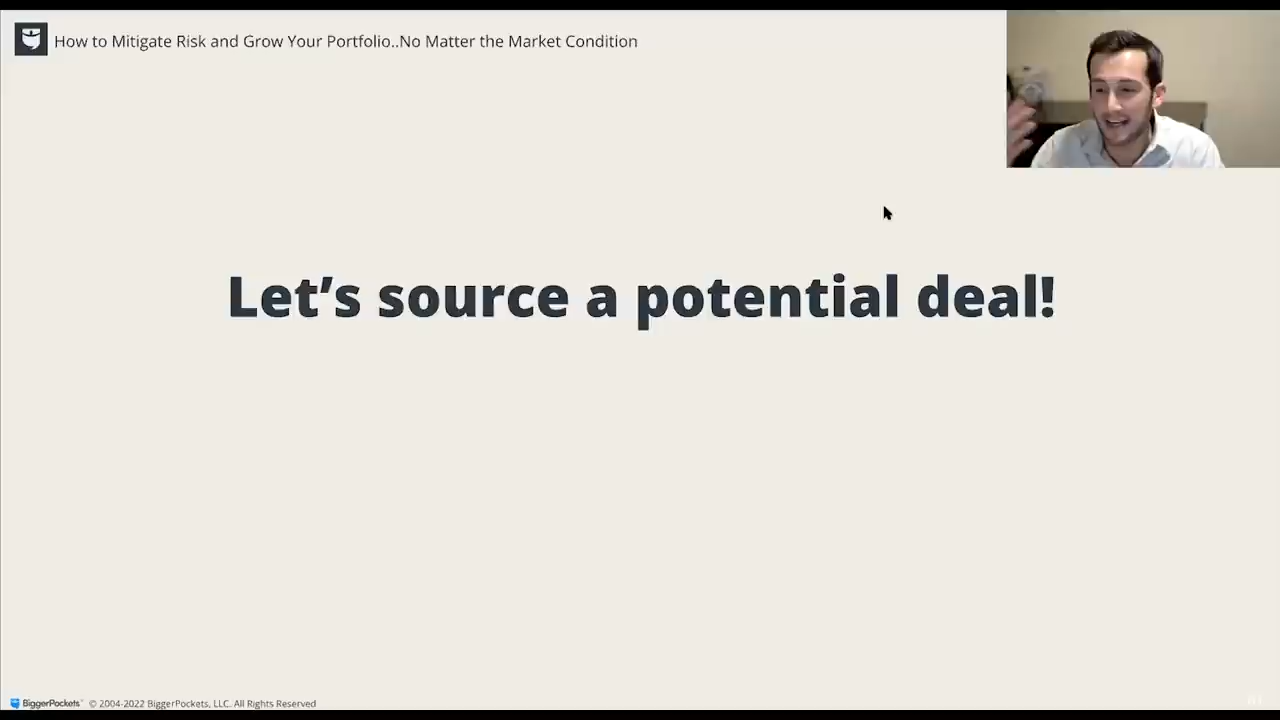 How to Mitigate Risk and Grow Your Portfolio..No Matter the Market Condition
Let's source a potential deal!
BiggerPockets © 2004-2022 BiggerPockets, LLC. All Rights Reserved